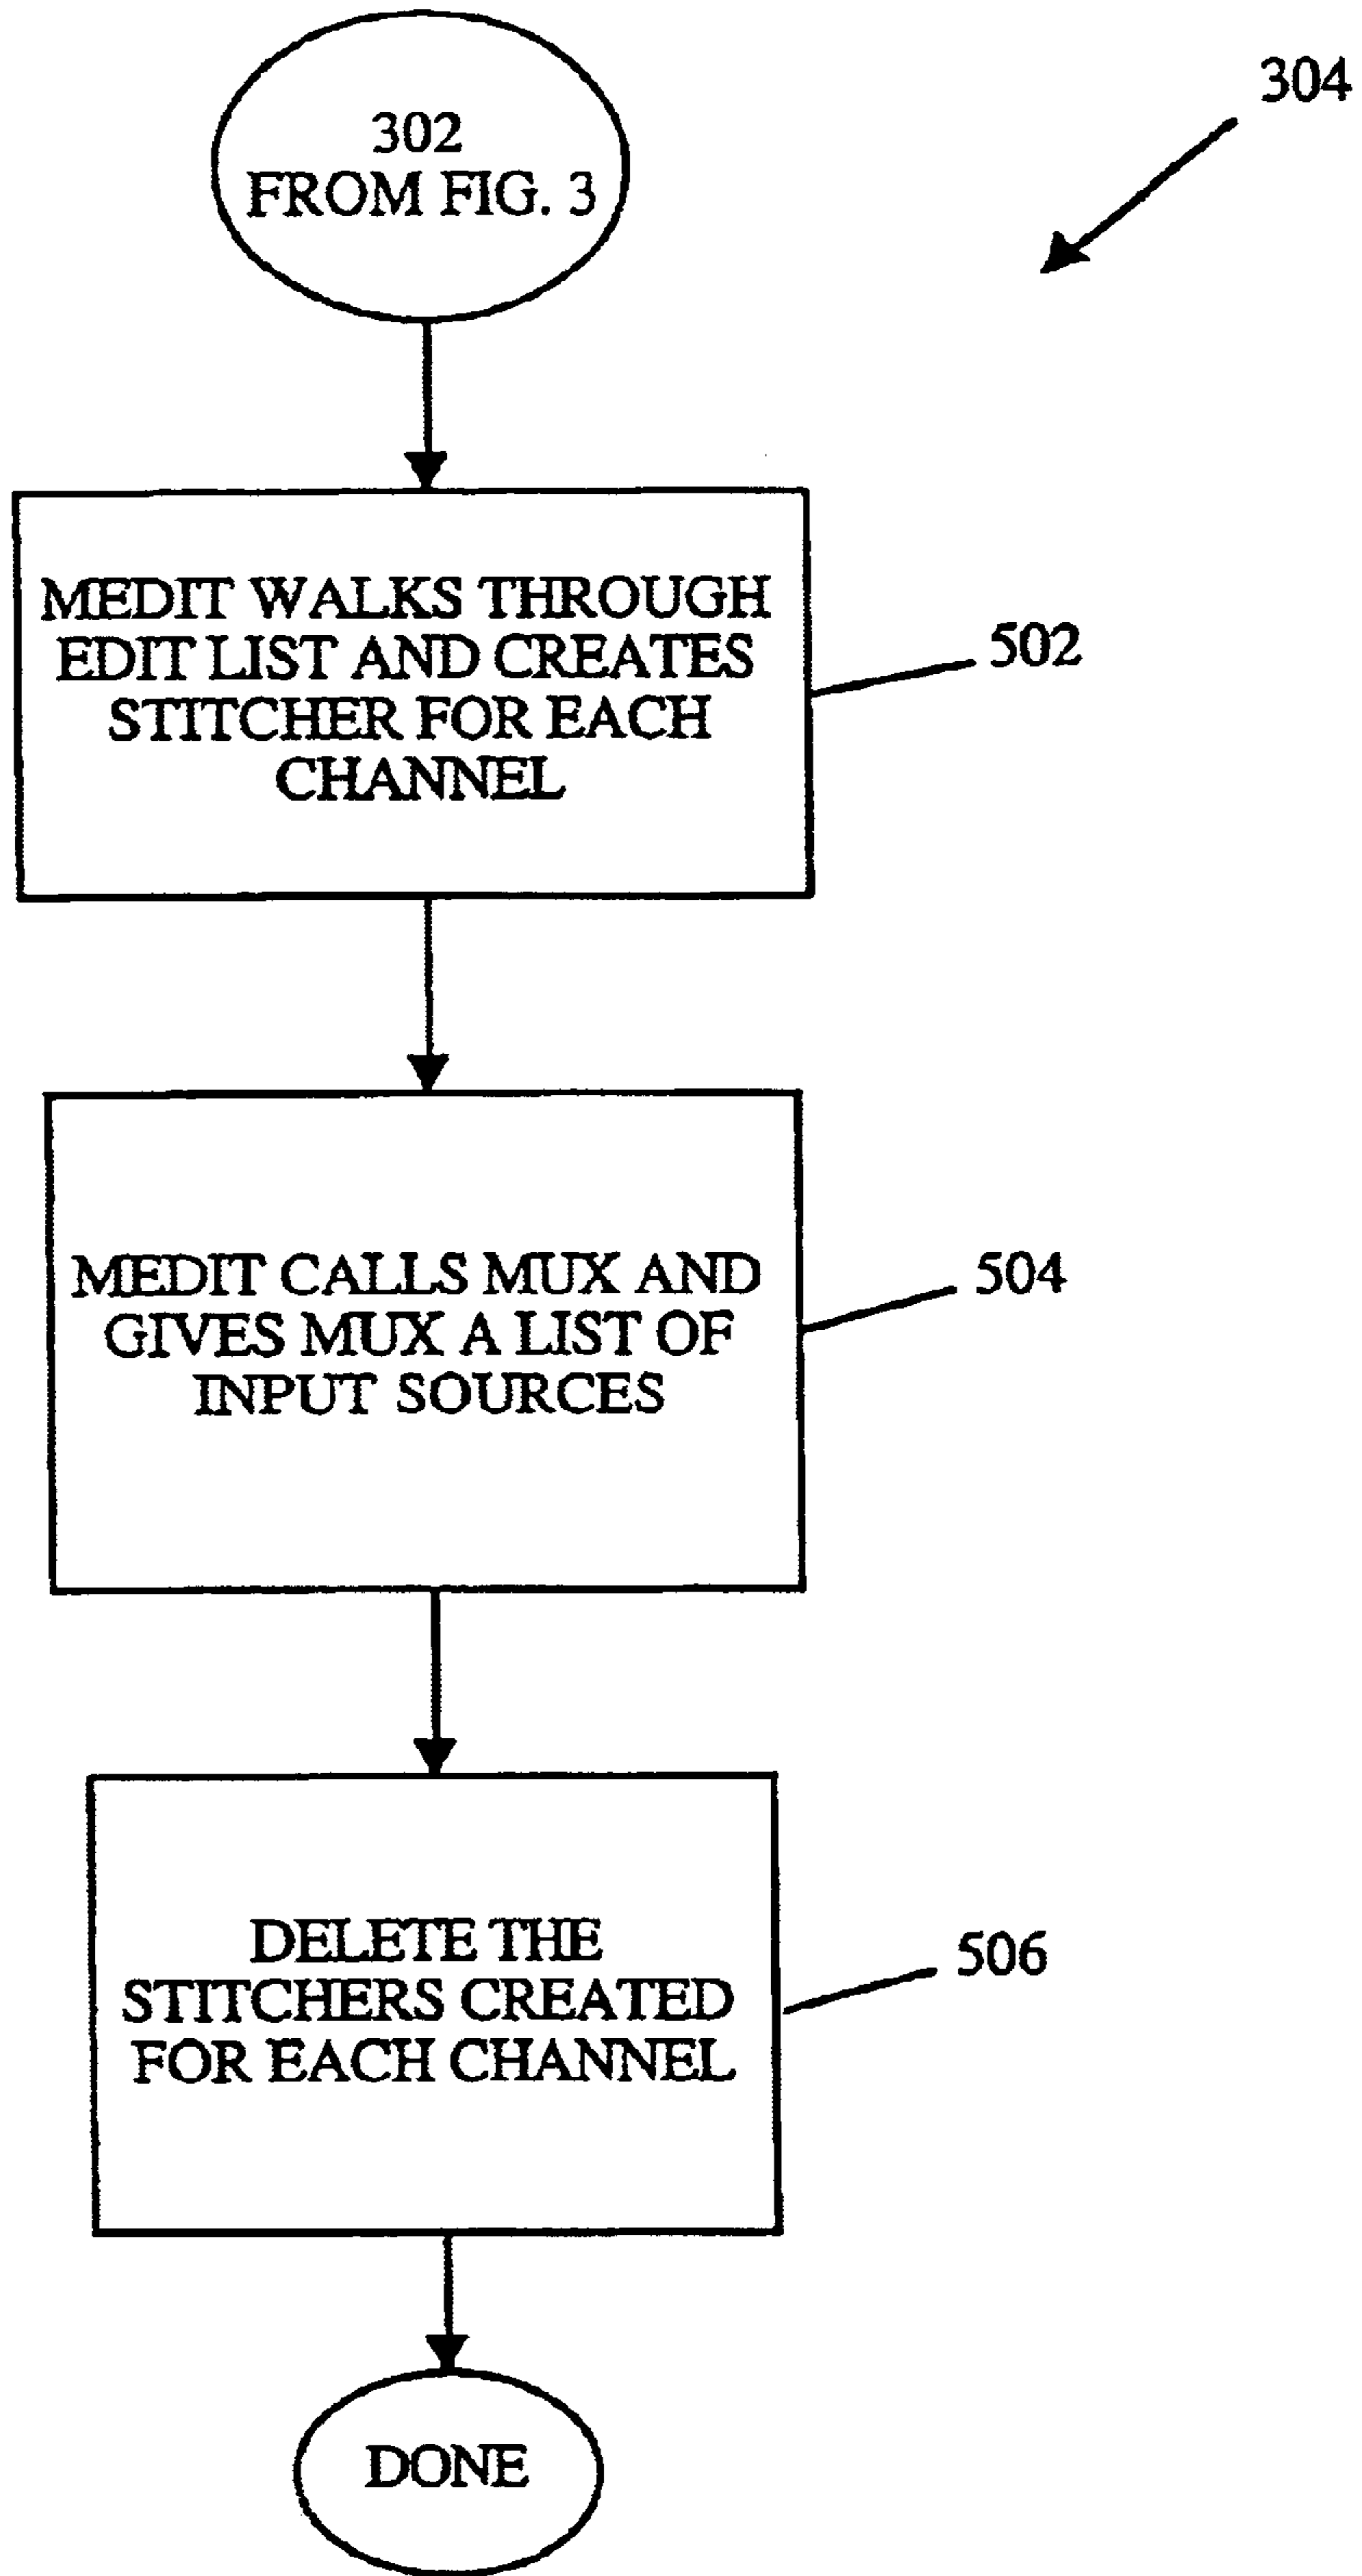 304
302
FROM FIG. 3
MEDIT WALKS THROUGH
EDIT LIST AND CREATES
STITCHER FOR EACH
CHANNEL
502
MEDIT CALLS MUX AND
GIVES MUX A LIST OF
INPUT SOURCES
504
DELETE THE
STITCHERS CREATED
FOR EACH CHANNEL
506
DONE